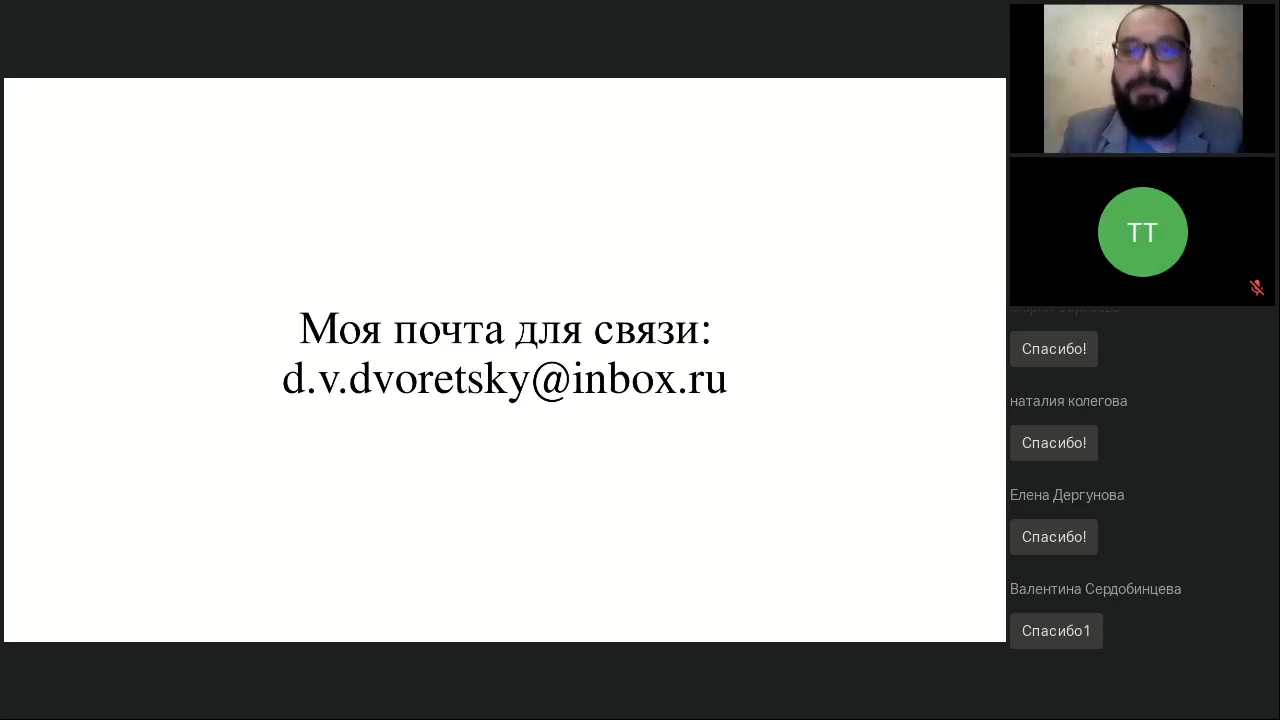 Моя почта для связи:
d.v.dvoretsky@inbox.ru
TT
Спасибо!
наталия колегова
Спасибо!
Елена Дергунова
Спасибо!
Валентина Сердобинцева
Спасибо1